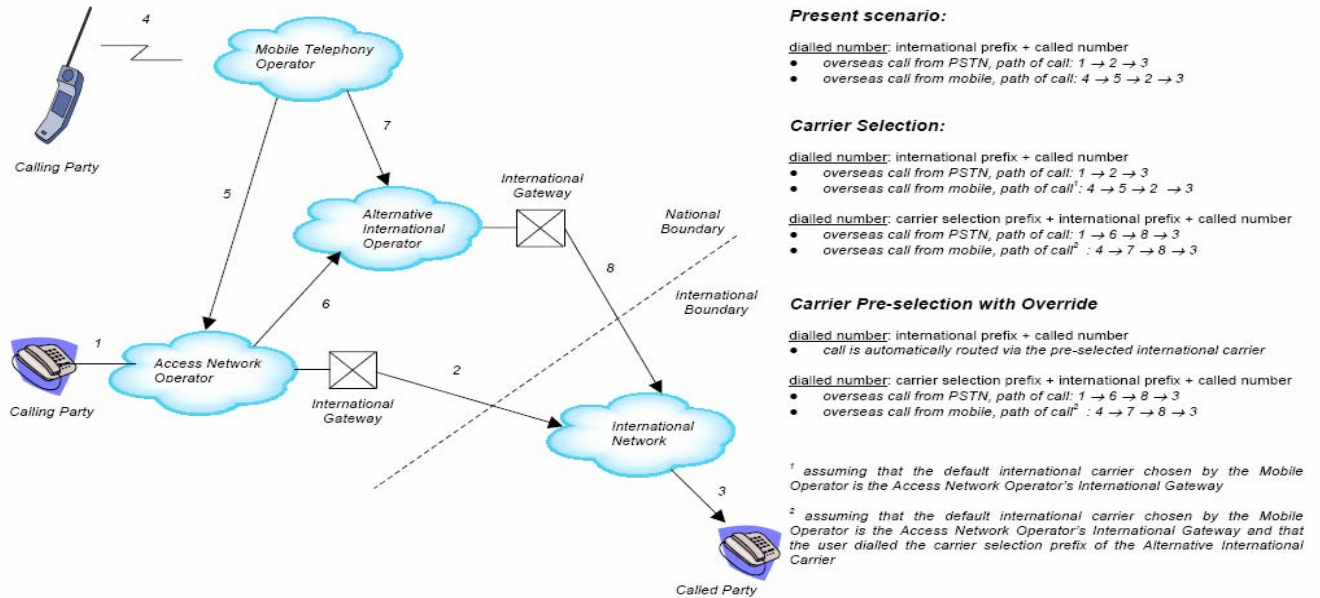 4
Mobile Telephony
Operator
Calling Party
7
5
International
Gateway
Alternative
International
Operator
National
Boundary
8
6
International
Boundary
1
Access Network
Operator
2
Calling Party
International
Gateway
International
Network
3
Called Party
Present scenario:
dialled number: international prefix + called number
● overseas call from PSTN, path of call: 1 → 2 → 3
● overseas call from mobile, path of call: 4 → 5 → 2 → 3
Carrier Selection:
dialled number: international prefix + called number
● overseas call from PSTN, path of call: 1 → 2 → 3
● overseas call from mobile, path of call¹: 4 → 5 → 2 → 3
dialled number: carrier selection prefix + international prefix + called number
● overseas call from PSTN, path of call: 1 → 6 → 8 → 3
● overseas call from mobile, path of call² : 4 → 7 → 8 → 3
Carrier Pre-selection with Override
dialled number: international prefix + called number
● call is automatically routed via the pre-selected international carrier
dialled number: carrier selection prefix + international prefix + called number
● overseas call from PSTN, path of call: 1 → 6 → 8 → 3
● overseas call from mobile, path of call² : 4 → 7 → 8 → 3
¹ assuming that the default international carrier chosen by the Mobile
Operator is the Access Network Operator's International Gateway
² assuming that the default international carrier chosen by the Mobile
Operator is the Access Network Operator's International Gateway and that
the user dialled the carrier selection prefix of the Alternative International
Carrier